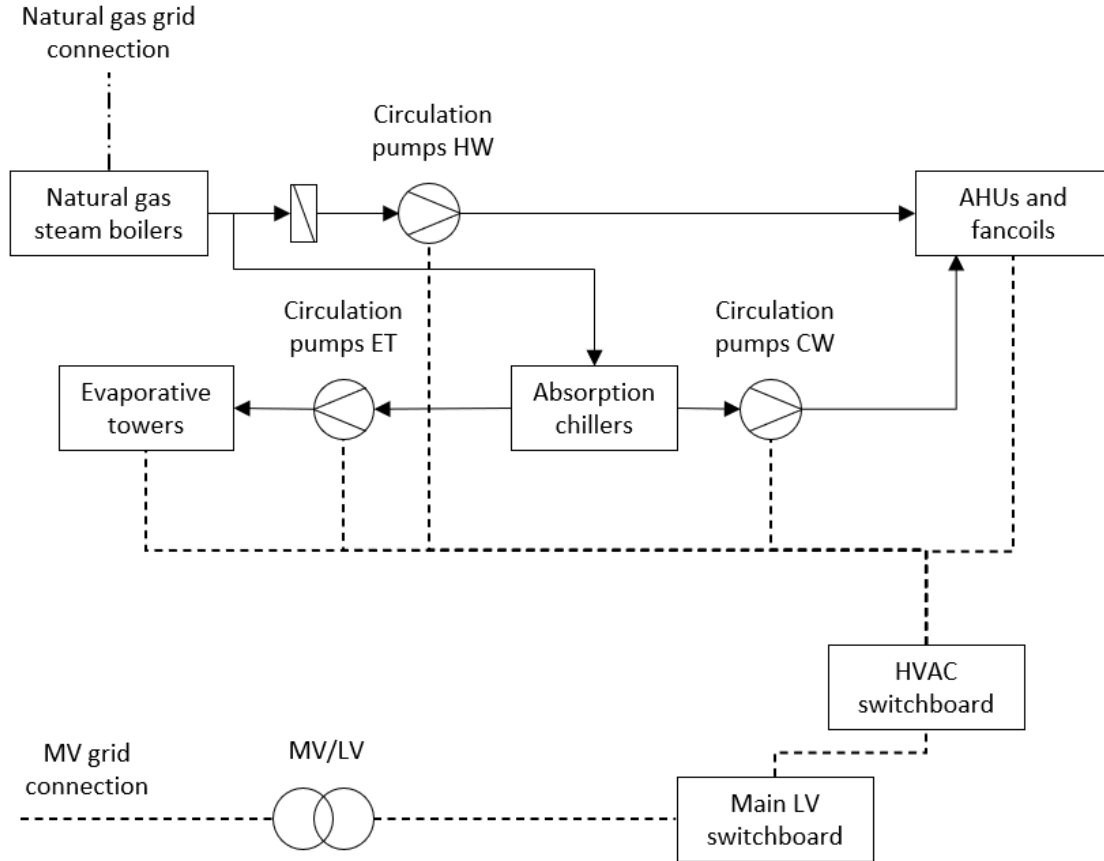 Natural gas grid
connection
Circulation
pumps HW
Natural gas
steam boilers
AHUs and
fancoils
Circulation
pumps ET
Circulation
pumps CW
Evaporative
towers
Absorption
chillers
HVAC
switchboard
MV grid
connection
MV/LV
Main LV
switchboard